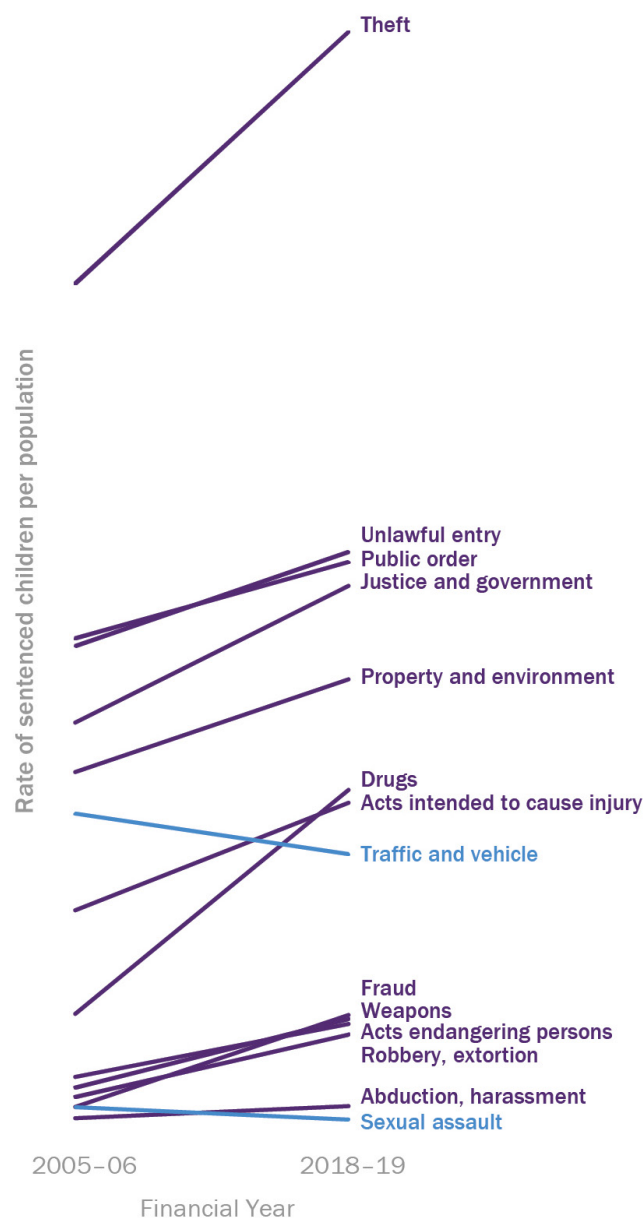 Theft
Rate of sentenced children per population
Unlawful entry
Public order
Justice and government
Property and environment
Drugs
Acts intended to cause injury
Traffic and vehicle
Fraud
Weapons
Acts endangering persons
Robbery, extortion
Abduction, harassment
Sexual assault
2005–06 2018–19
Financial Year